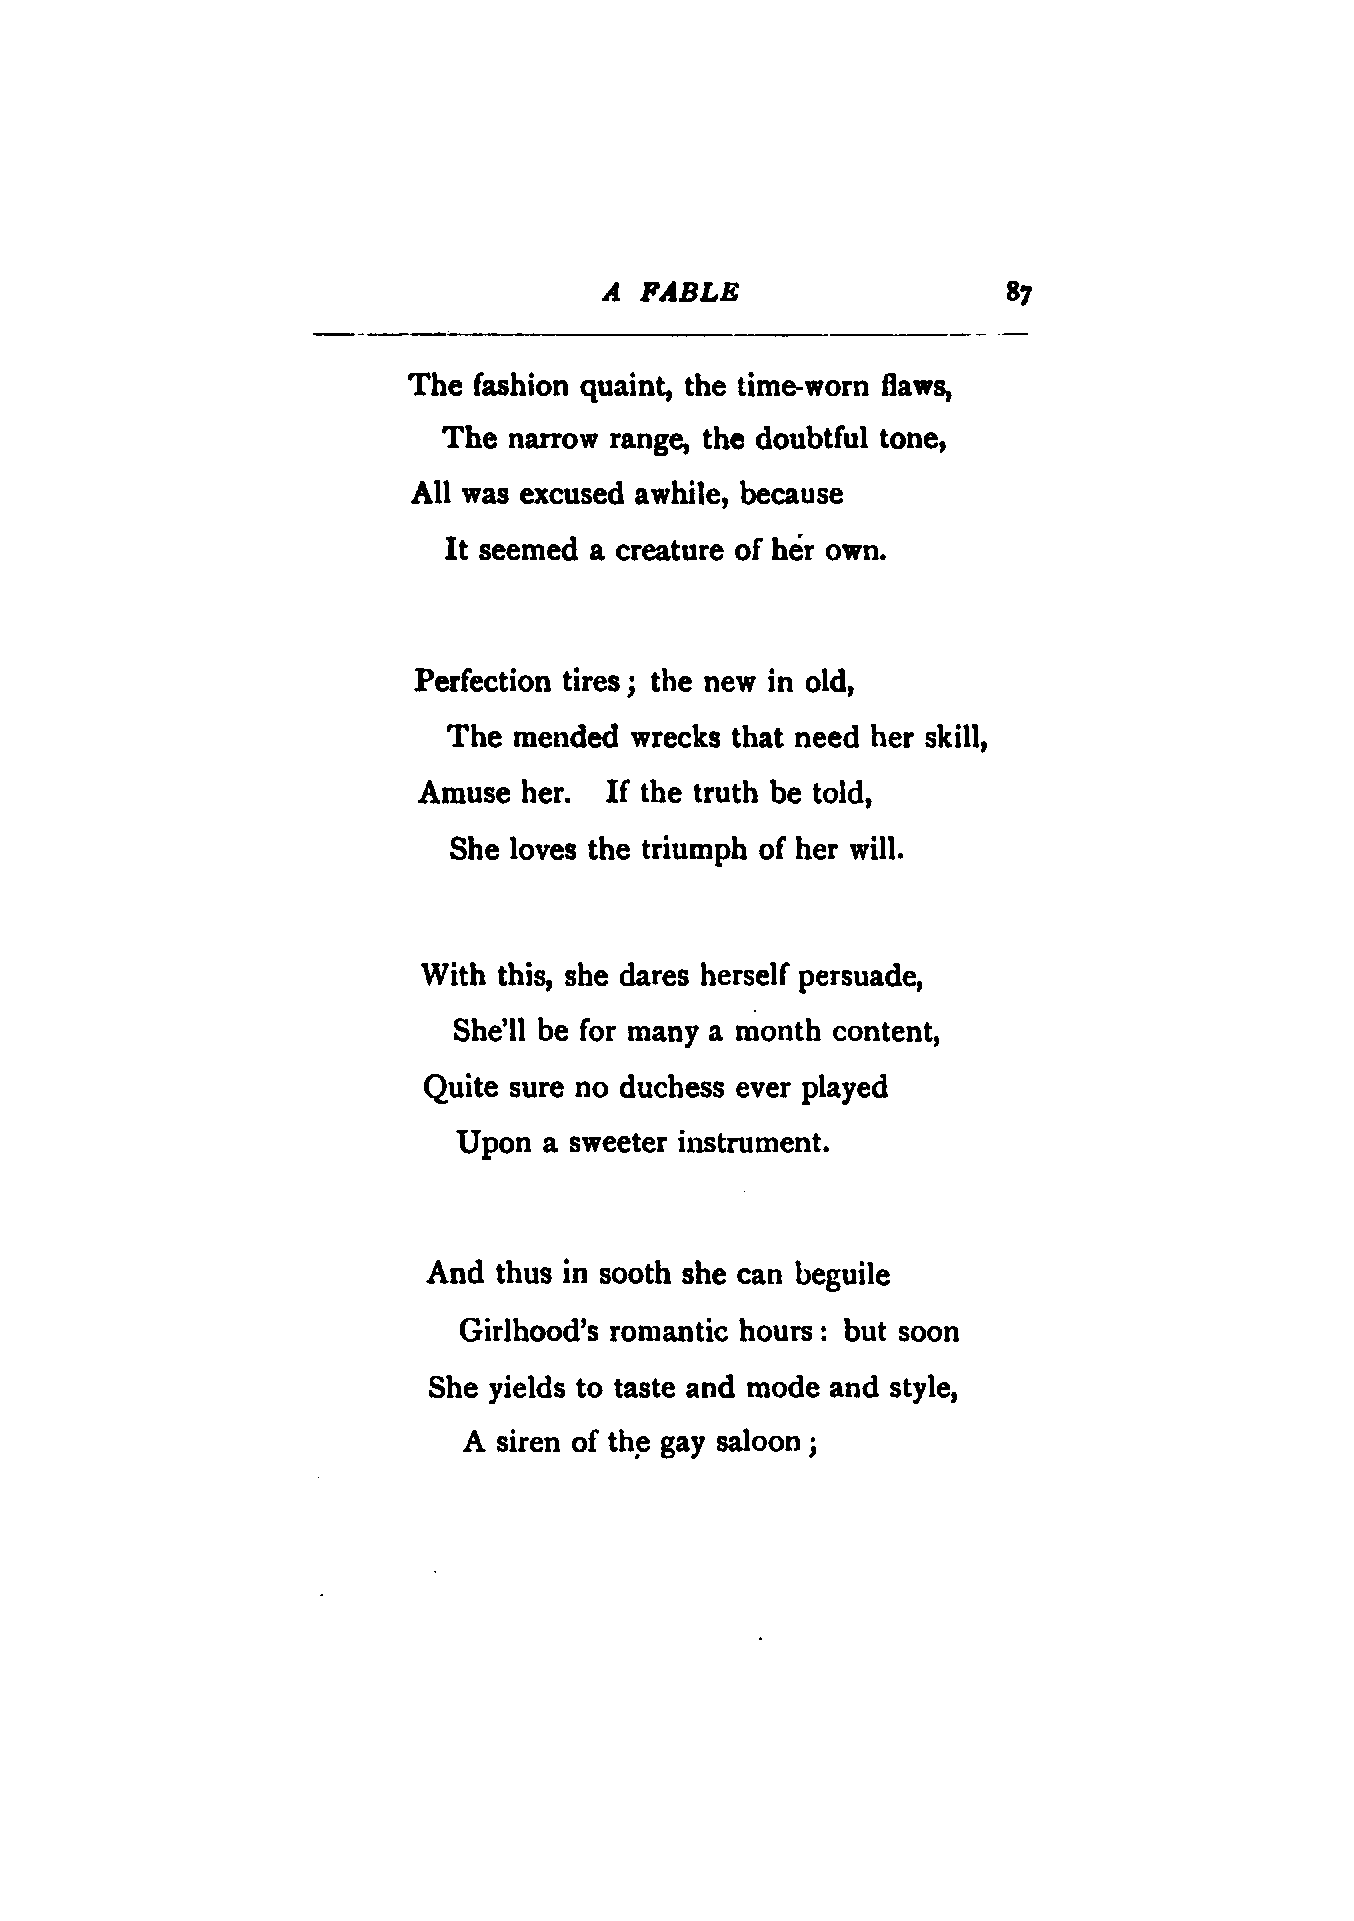 A FABLE 87
The fashion quaint, the time-worn flaws,
The narrow range, the doubtful tone,
All was excused awhile, because
It seemed a creature of her own.
Perfection tires; the new in old,
The mended wrecks that need her skill,
Amuse her. If the truth be told,
She loves the triumph of her will.
With this, she dares herself persuade,
She'll be for many a month content,
Quite sure no duchess ever played
Upon a sweeter instrument.
And thus in sooth she can beguile
Girlhood's romantic hours: but soon
She yields to taste and mode and style,
A siren of the gay saloon;